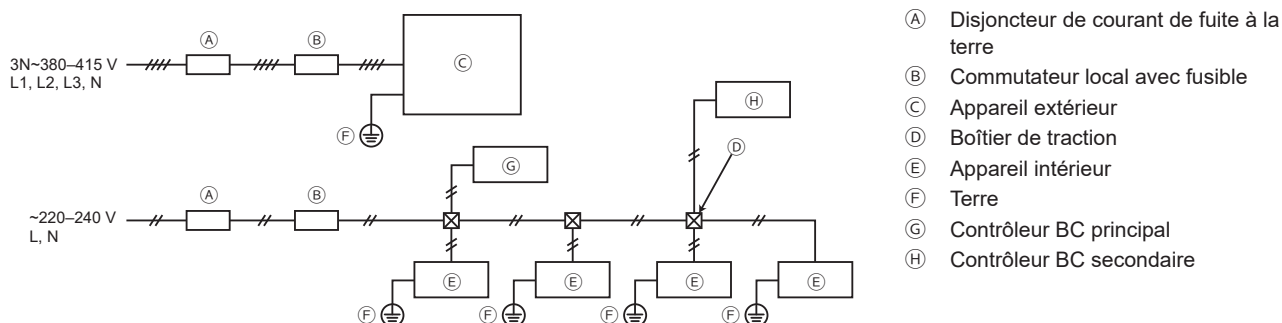 Ⓐ Ⓑ
3N~380–415 V
L1, L2, L3, N
Ⓒ
Ⓕ
Ⓗ
Ⓖ
Ⓓ
Ⓐ Ⓑ
~220–240 V
L, N
Ⓔ Ⓔ Ⓔ Ⓔ
Ⓕ Ⓕ Ⓕ Ⓕ
Ⓐ Disjoncteur de courant de fuite à la
terre
Ⓑ Commutateur local avec fusible
Ⓒ Appareil extérieur
Ⓓ Boîtier de traction
Ⓔ Appareil intérieur
Ⓕ Terre
Ⓖ Contrôleur BC principal
Ⓗ Contrôleur BC secondaire